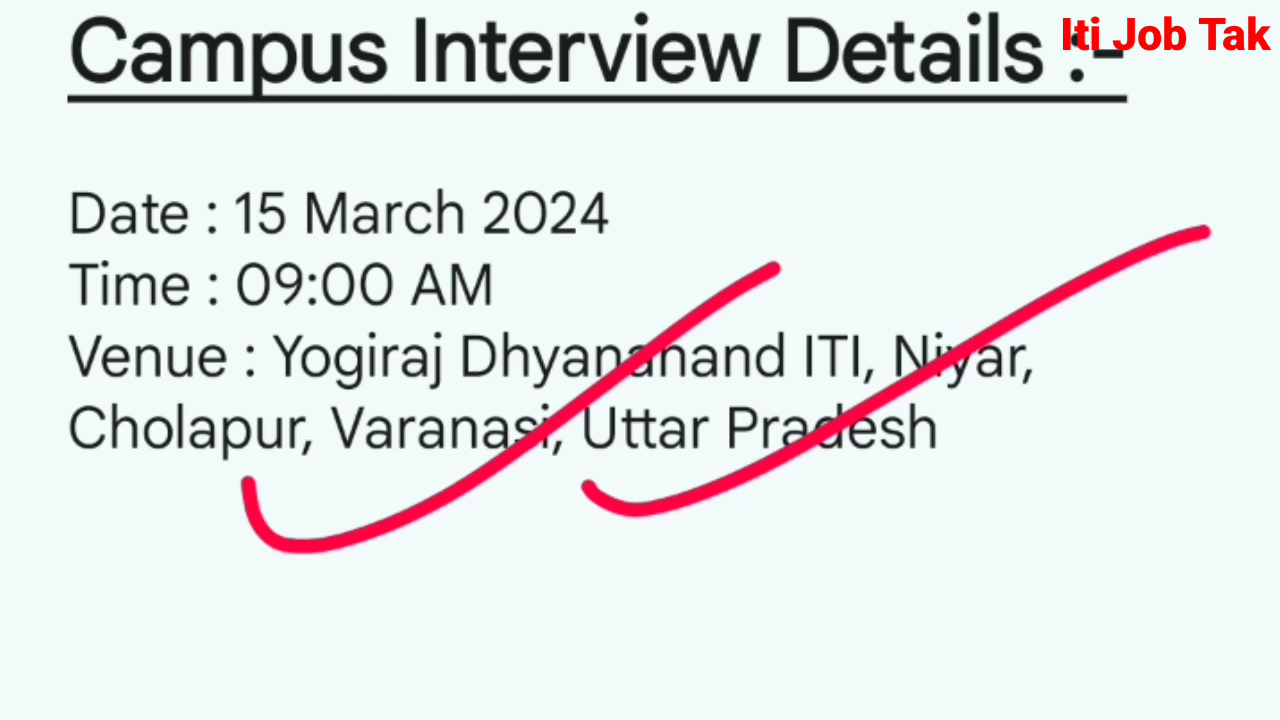 Campus Interview Details :-
Iti Job Tak
Date : 15 March 2024
Time : 09:00 AM
Venue : Yogiraj Dhyananand ITI, Niyar,
Cholapur, Varanasi, Uttar Pradesh